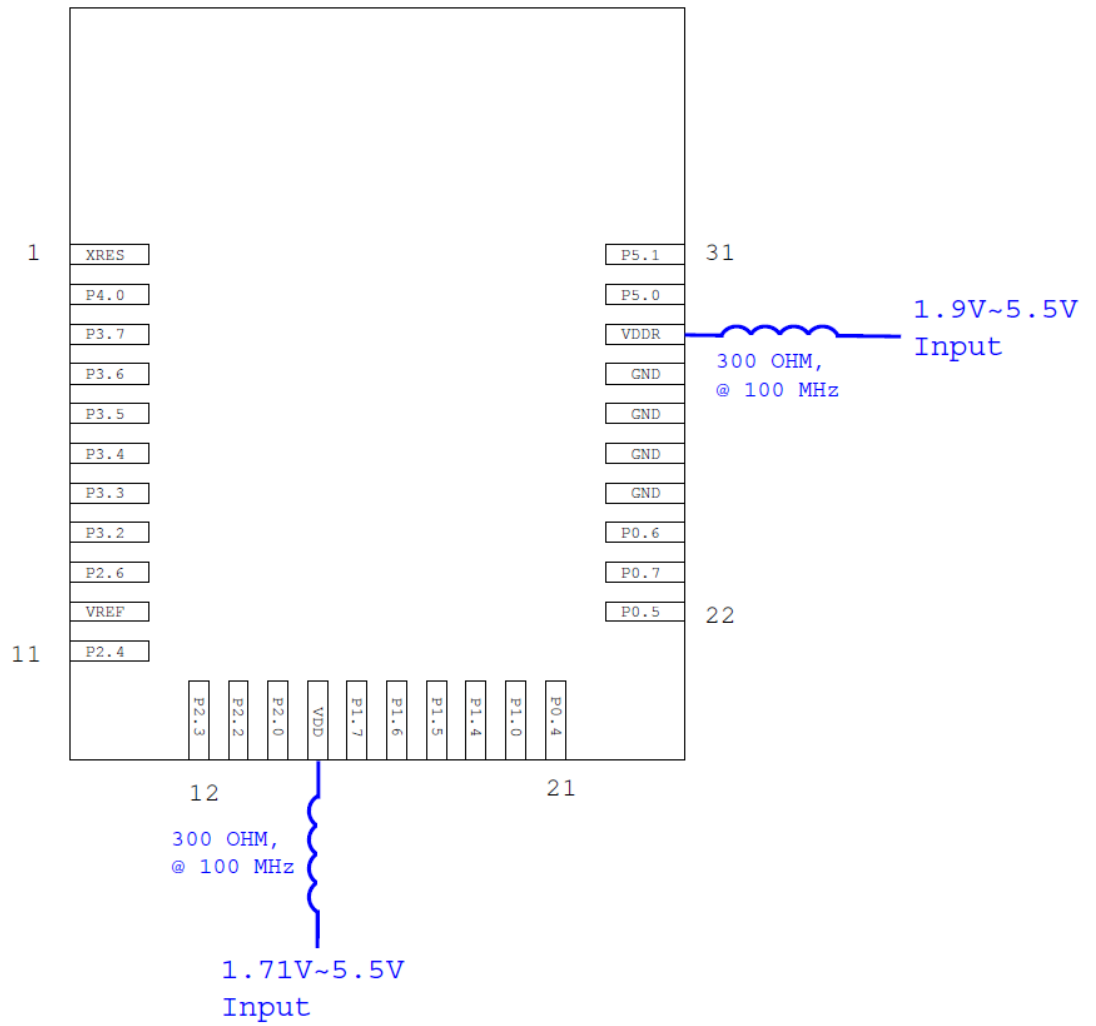 1
XRES
P4.0
P3.7
P3.6
P3.5
P3.4
P3.3
P3.2
P2.6
VREF
11
P2.4
P2.3
P2.2
P2.0
VDD
P1.7
P1.6
P1.5
P1.4
P1.0
P0.4
12
21
300 OHM,
@ 100 MHz
1.71V~5.5V
Input
P5.1
31
P5.0
VDDR
GND
GND
GND
GND
P0.6
P0.7
P0.5
22
300 OHM,
@ 100 MHz
1.9V~5.5V
Input